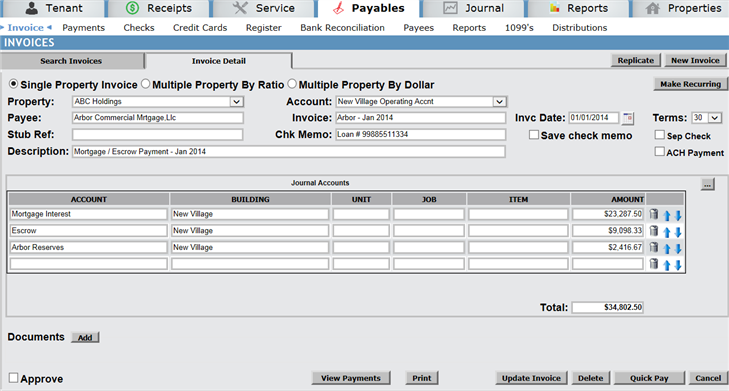 Tenant Receipts Service Payables Journal Reports Properties
Invoice Payments Checks Credit Cards Register Bank Reconciliation Payees Reports 1099's Distributions
INVOICES
Search Invoices Invoice Detail Replicate New Invoice
Single Property Invoice Multiple Property By Ratio Multiple Property By Dollar Make Recurring
Property: ABC Holdings Account: New Village Operating Accnt
Payee: Arbor Commercial Mrtgage,Llc Invoice: Arbor - Jan 2014 Invc Date: 01/01/2014 Terms: 30
Stub Ref: Chk Memo: Loan # 99885511334 Save check memo Sep Check
Description: Mortgage / Escrow Payment - Jan 2014 ACH Payment
Journal Accounts ...
ACCOUNT BUILDING UNIT JOB ITEM AMOUNT
Mortgage Interest New Village $23,287.50
Escrow New Village $9,098.33
Arbor Reserves New Village $2,416.67
Total: $34,802.50
Documents Add
Approve View Payments Print Update Invoice Delete Quick Pay Cancel